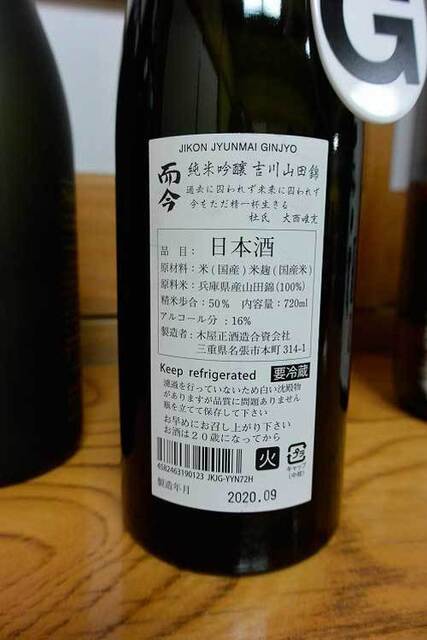 G
JIKON JYUNMAI GINJYO
而今 純米吟醸 吉川山田錦
過去に囚われず未来に囚われず
今をただ精一杯生きる
杜氏 大西唯克
品目: 日本酒
原材料:米(国産)米麹(国産米)
原料米:兵庫県産山田錦(100%)
精米歩合:50% 内容量:720ml
アルコール分:16%
製造者:木屋正酒造合資会社
三重県名張市本町 314-1
Keep refrigerated 要冷蔵
濾過を行っていないため白い沈殿物
がありますが品質に問題ありません
瓶を立てて保存して下さい
お早めにお召し上がり下さい
お酒は20歳になってから
4582463190123 JKJG-YYN72H
火
キャップ
製造年月 2020.09